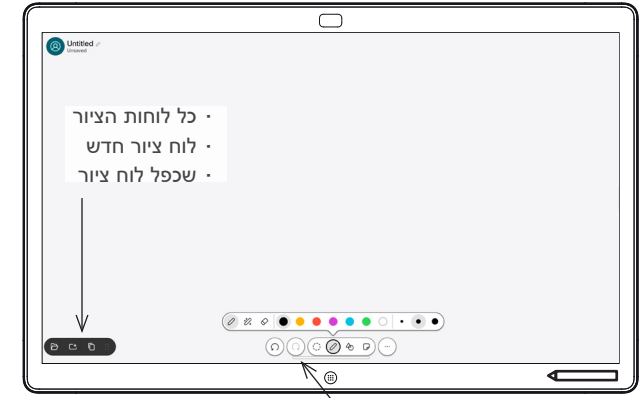 Untitled
Unsaved
· כל לוחות הציור
· לוח ציור חדש
· שכפל לוח ציור